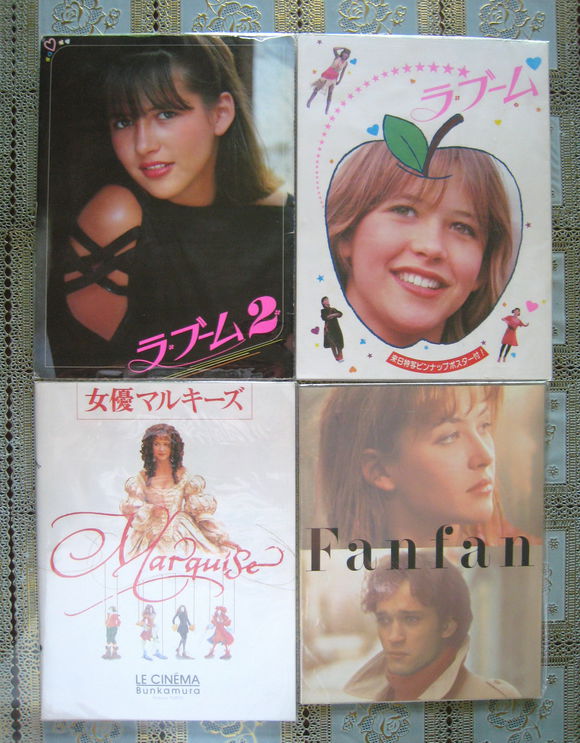 ラ・ブーム2
ラ・ブーム
来日特写ピンナップポスター付!
女優マルキーズ
Marquise
LE CINÉMA
Bunkamura
Fanfan